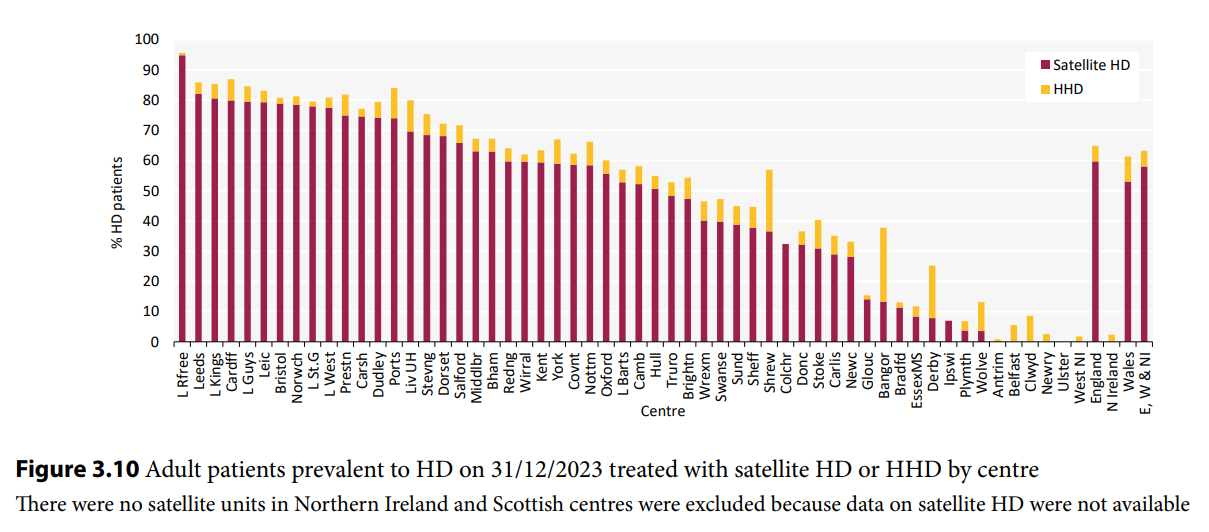 100
90
80
70
60
50
40
30
20
10
0
% HD patients
Satellite HD
HHD
L Rfree
Leeds
L Kings
Cardff
L Guys
Leic
Bristol
Norwch
L St.G
L West
Prestn
Carsh
Dudley
Ports
Liv UH
Stevng
Dorset
Salford
Middlbr
Bham
Redng
Wirral
Kent
York
Covnt
Nottm
Oxford
L Barts
Camb
Hull
Truro
Brightn
Wrexm
Swanse
Sund
Sheff
Shrew
Colchr
Donc
Stoke
Carlis
Newc
Glouc
Bangor
Bradfd
EssexMS
Derby
Ipswi
Plymth
Wolve
Antrim
Belfast
Clwyd
Newry
Ulster
West NI
England
N Ireland
Wales
E, W & NI
Centre
Figure 3.10 Adult patients prevalent to HD on 31/12/2023 treated with satellite HD or HHD by centre
There were no satellite units in Northern Ireland and Scottish centres were excluded because data on satellite HD were not available